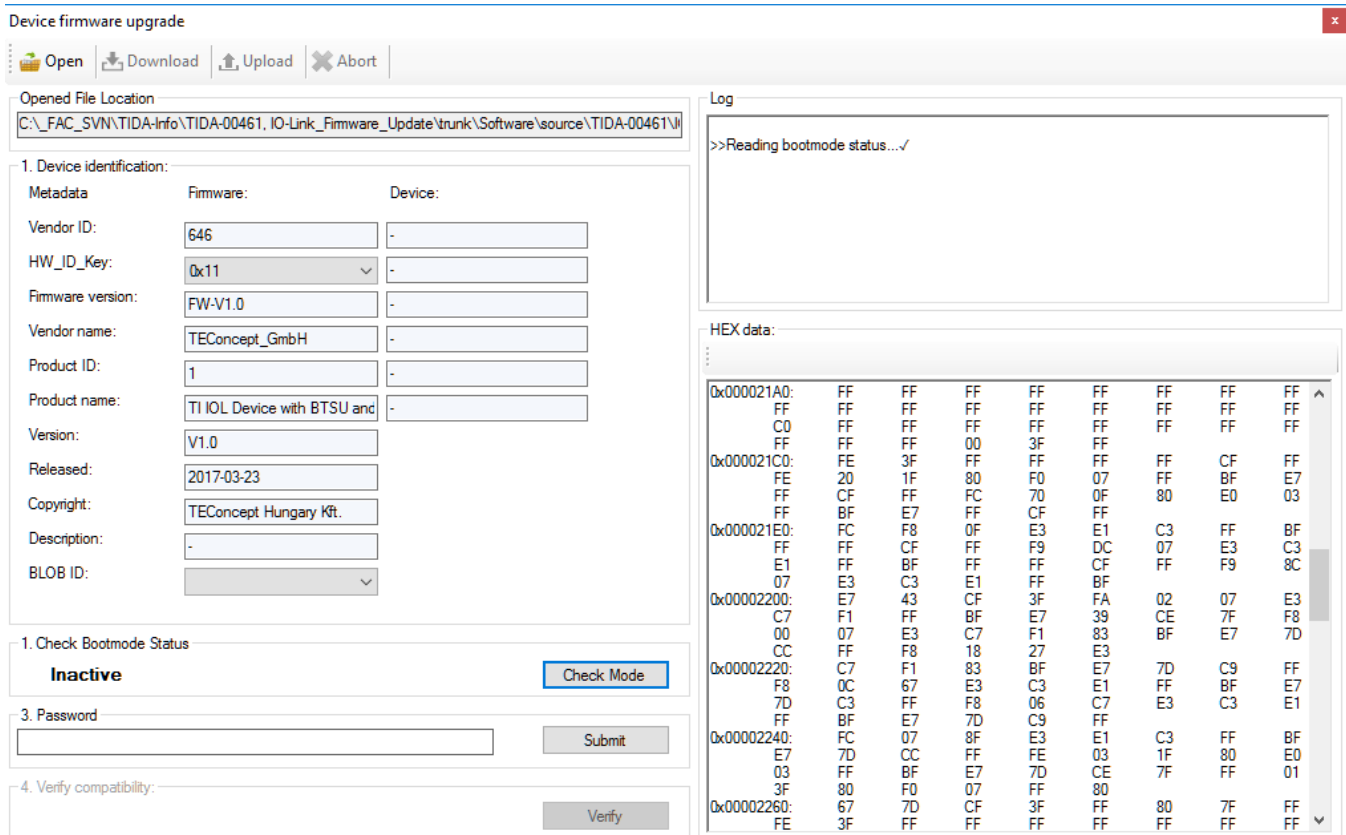 Device firmware upgrade
x
Open Download Upload Abort
Opened File Location
C:\_FAC_SVN\TIDA-Info\TIDA-00461, IO-Link_Firmware_Update\trunk\Software\source\TIDA-00461\I
1. Device identification:
Metadata Firmware: Device:
Vendor ID: 646 -
HW_ID_Key: 0x11 -
Firmware version: FW-V1.0 -
Vendor name: TEConcept_GmbH -
Product ID: 1 -
Product name: TI IOL Device with BTSU and -
Version: V1.0
Released: 2017-03-23
Copyright: TEConcept Hungary Kft.
Description: -
BLOB ID:
1. Check Bootmode Status
Inactive Check Mode
3. Password
Submit
4. Verify compatibility:
Verify
Log
>>Reading bootmode status...✓
HEX data:
0x000021A0: FF FF FF FF FF FF FF FF
FF FF FF FF FF FF FF FF FF
C0 FF FF FF FF FF FF FF FF
FF FF FF 00 3F FF
0x000021C0: FE 3F FF FF FF FF CF FF
FE 20 1F 80 F0 07 FF BF E7
FF CF FF FC 70 0F 80 E0 03
FF BF E7 FF CF FF
0x000021E0: FC F8 0F E3 E1 C3 FF BF
FF FF CF FF F9 DC 07 E3 C3
E1 FF BF FF FF CF FF F9 8C
07 E3 C3 E1 FF BF
0x00002200: E7 43 CF 3F FA 02 07 E3
C7 F1 FF BF E7 39 CE 7F F8
00 07 E3 C7 F1 83 BF E7 7D
CC FF F8 18 27 E3
0x00002220: C7 F1 83 BF E7 7D C9 FF
F8 0C 67 E3 C3 E1 FF BF E7
7D C3 FF F8 06 C7 E3 C3 E1
FF BF E7 7D C9 FF
0x00002240: FC 07 8F E3 E1 C3 FF BF
E7 7D CC FF FE 03 1F 80 E0
03 FF BF E7 7D CE 7F FF 01
3F 80 F0 07 FF 80
0x00002260: 67 7D CF 3F FF 80 7F FF
FE 3F FF FF FF FF FF FF FF